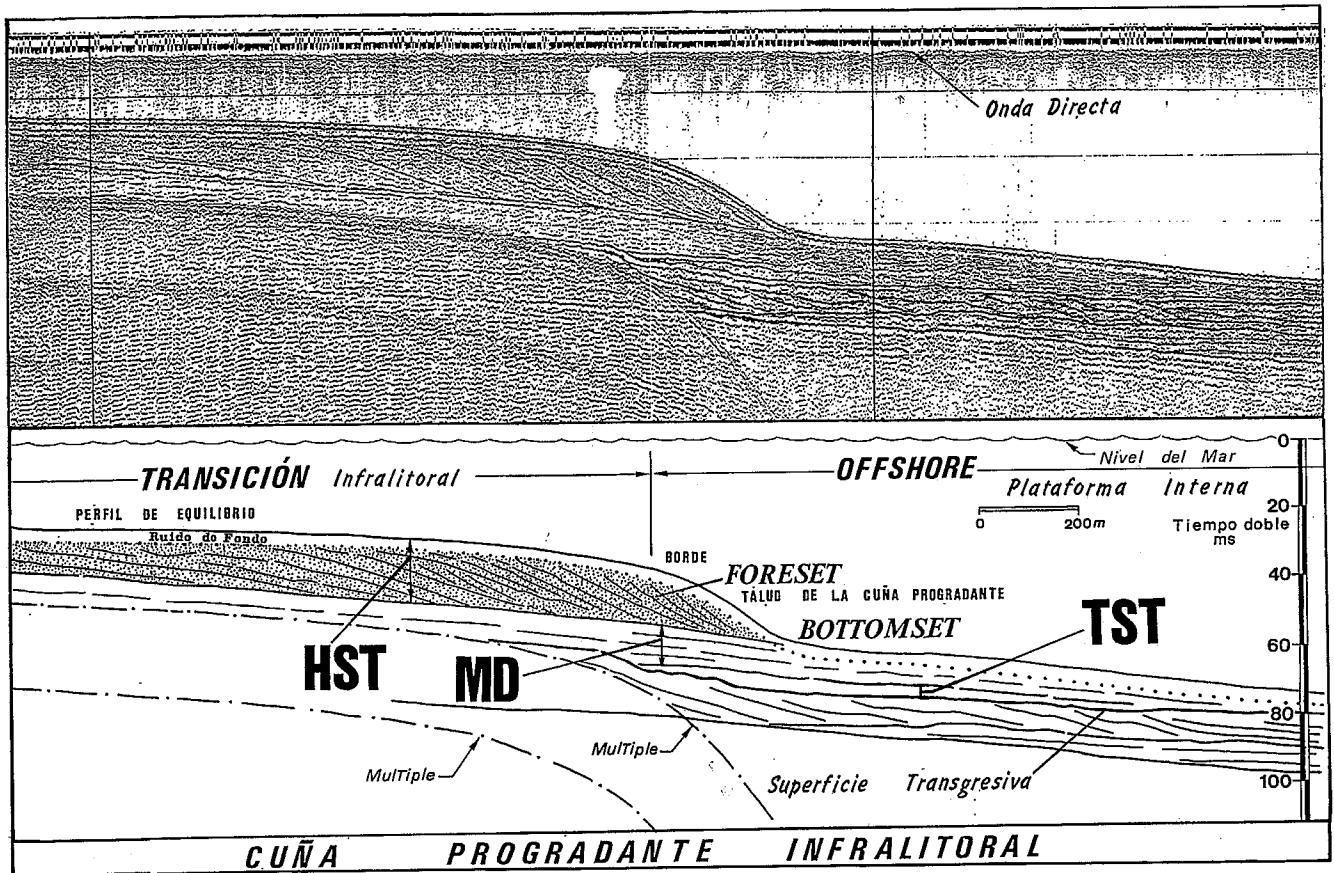 Onda Directa
0
Nivel del Mar
TRANSICIÓN Infralitoral
OFFSHORE
Plataforma Interna
0 200m
20
Tiempo doble
ms
PERFIL DE EQUILIBRIO
Ruido do Fondo
40
BORDE
FORESET
TALUD DE LA CUÑA PROGRADANTE
BOTTOMSET
TST
60
HST
MD
80
MulTiple
MulTiple
Superficie Transgresiva
100
CUÑA PROGRADANTE INFRALITORAL